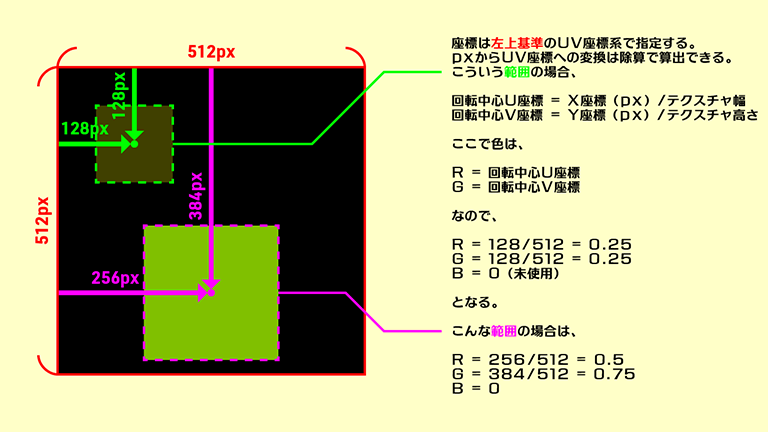 512px
512px
128px
128px
384px
256px
座標は左上基準のUV座標系で指定する。
pxからUV座標への変換は除算で算出できる。
こういう範囲の場合、
回転中心U座標 = X座標（px）/テクスチャ幅
回転中心V座標 = Y座標（px）/テクスチャ高さ
ここで色は、
R = 回転中心U座標
G = 回転中心V座標
なので、
R = 128/512 = 0.25
G = 128/512 = 0.25
B = 0（未使用）
となる。
こんな範囲の場合は、
R = 256/512 = 0.5
G = 384/512 = 0.75
B = 0